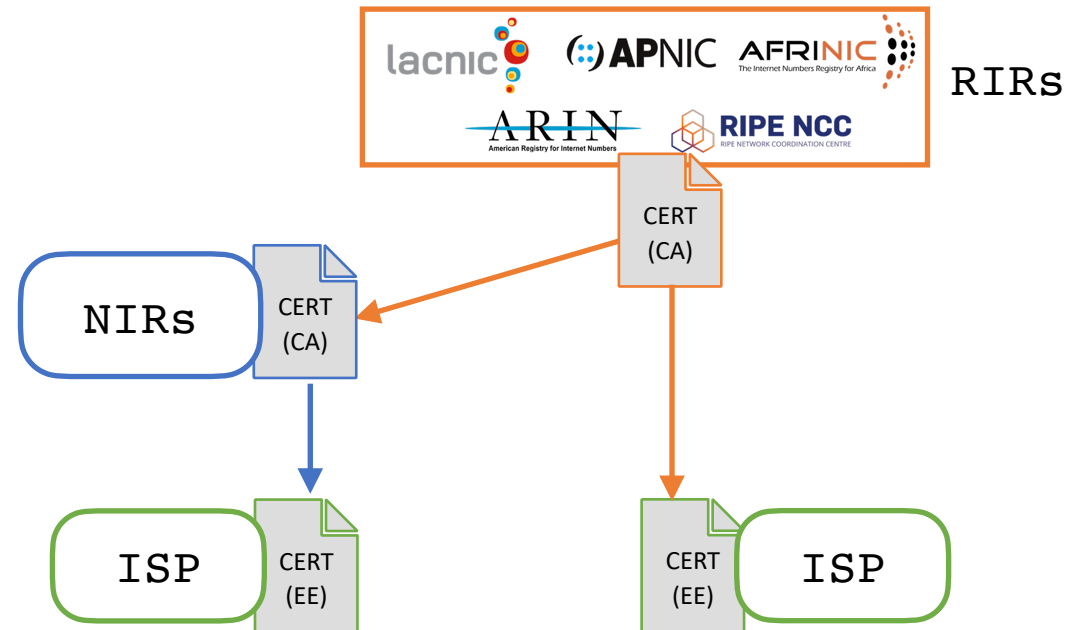 lacnic
APNIC
AFRINIC
The Internet Numbers Registry for Africa
RIRs
ARIN
American Registry for Internet Numbers
RIPE NCC
RIPE NETWORK COORDINATION CENTRE
CERT
(CA)
NIRs
CERT
(CA)
ISP
CERT
(EE)
CERT
(EE)
ISP